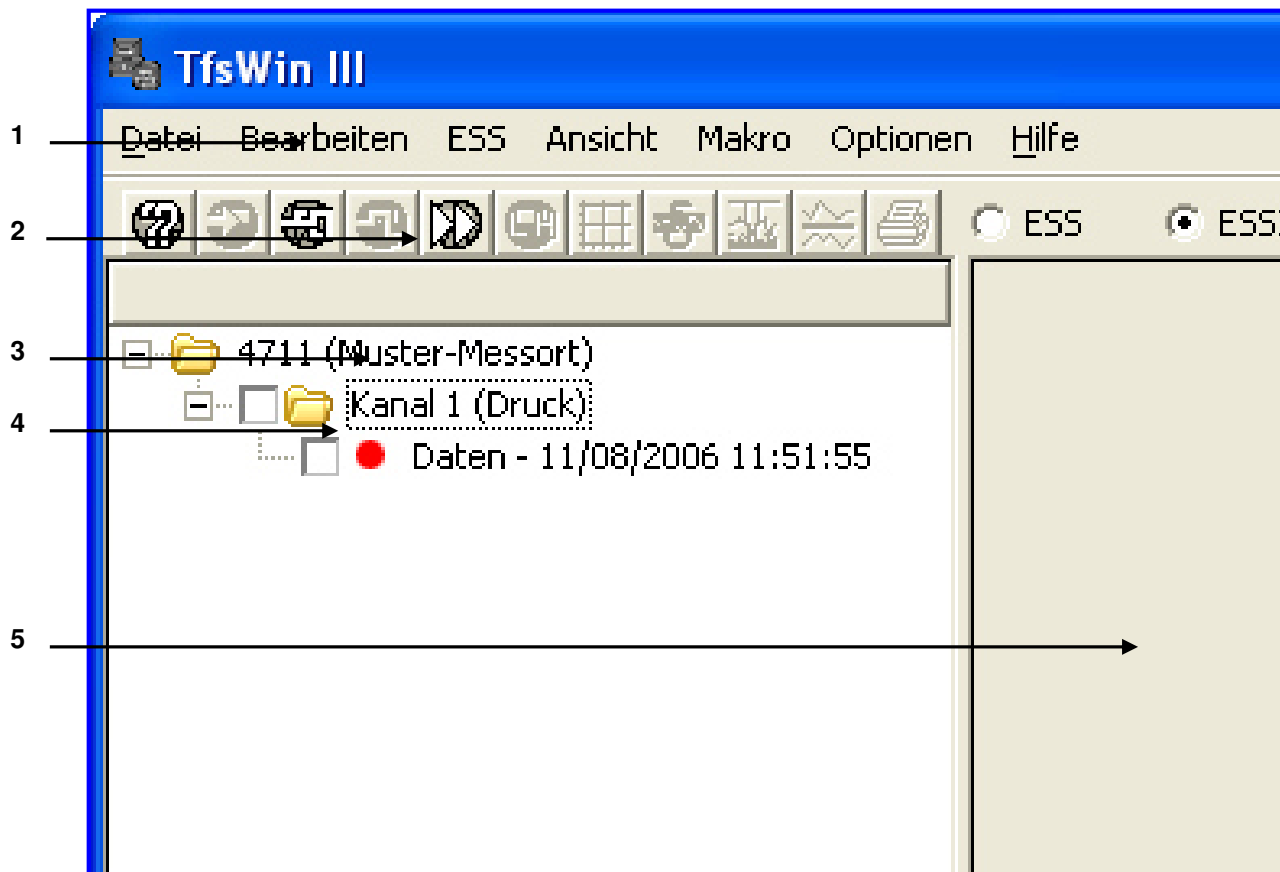 TfsWin III
1 Datei Bearbeiten ESS Ansicht Makro Optionen Hilfe
2 ESS
3 4711 (Muster-Messort)
Kanal 1 (Druck)
4
Daten - 11/08/2006 11:51:55
5